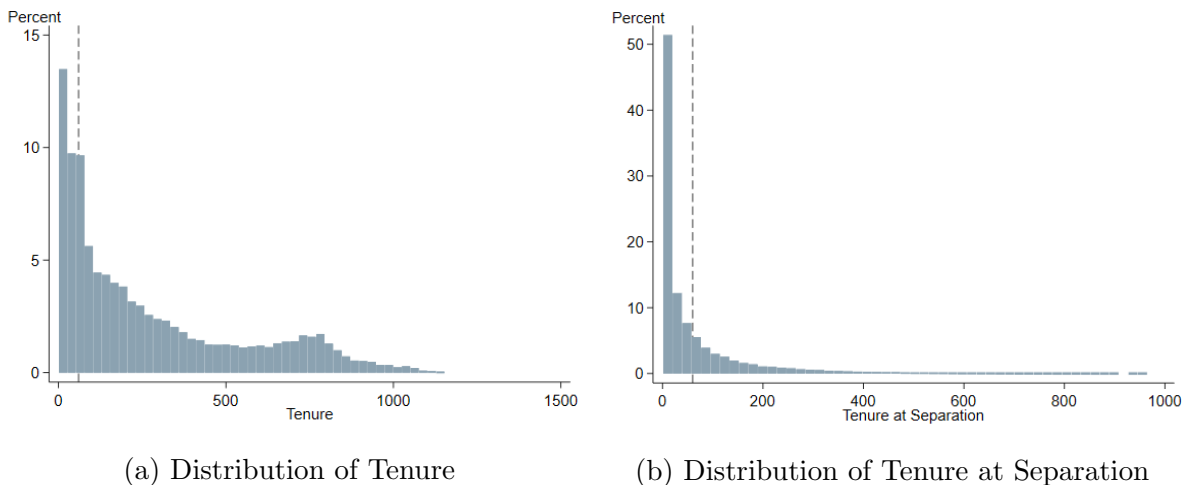 Percent
15
10
5
0
0 500 1000 1500
Tenure
(a) Distribution of Tenure
Percent
50
40
30
20
10
0
0 200 400 600 800 1000
Tenure at Separation
(b) Distribution of Tenure at Separation